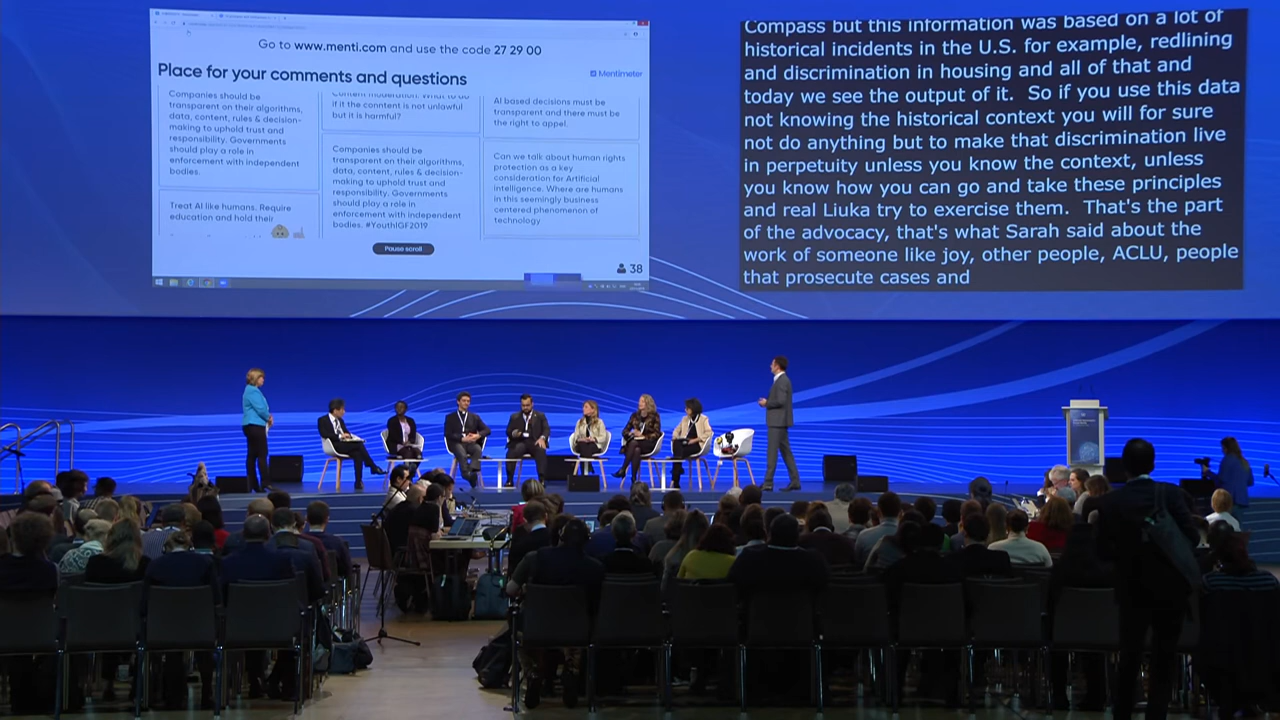 Go to www.menti.com and use the code 27 29 00
Place for your comments and questions
Mentimeter
Companies should be
transparent on their algorithms,
data, content, rules & decision-
making to uphold trust and
responsibility. Governments
should play a role in
enforcement with independent
bodies.
Treat AI like humans. Require
education and hold their
Content moderation. What to do
if it the conntent is not unlawful
but it is harmful?
Companies should be
transparent on their algorithms,
data, content, rules & decision-
making to uphold trust and
responsibility. Governments
should play a role in
enforcement with independent
bodies. #YouthIGF2019
AI based decisions must be
transparent and there must be
the right to appel.
Can we talk about human rights
protection as a key
consideration for Artificial
Intelligence. Where are humans
in this seemingly business
centered phenomenon of
technology
Pause scroll
38
Compass but this information was based on a lot of
historical incidents in the U.S. for example, redlining
and discrimination in housing and all of that and
today we see the output of it.  So if you use this data
not knowing the historical context you will for sure
not do anything but to make that discrimination live
in perpetuity unless you know the context, unless
you know how you can go and take these principles
and real Liuka try to exercise them.  That's the part
of the advocacy, that's what Sarah said about the
work of someone like joy, other people, ACLU, people
that prosecute cases and